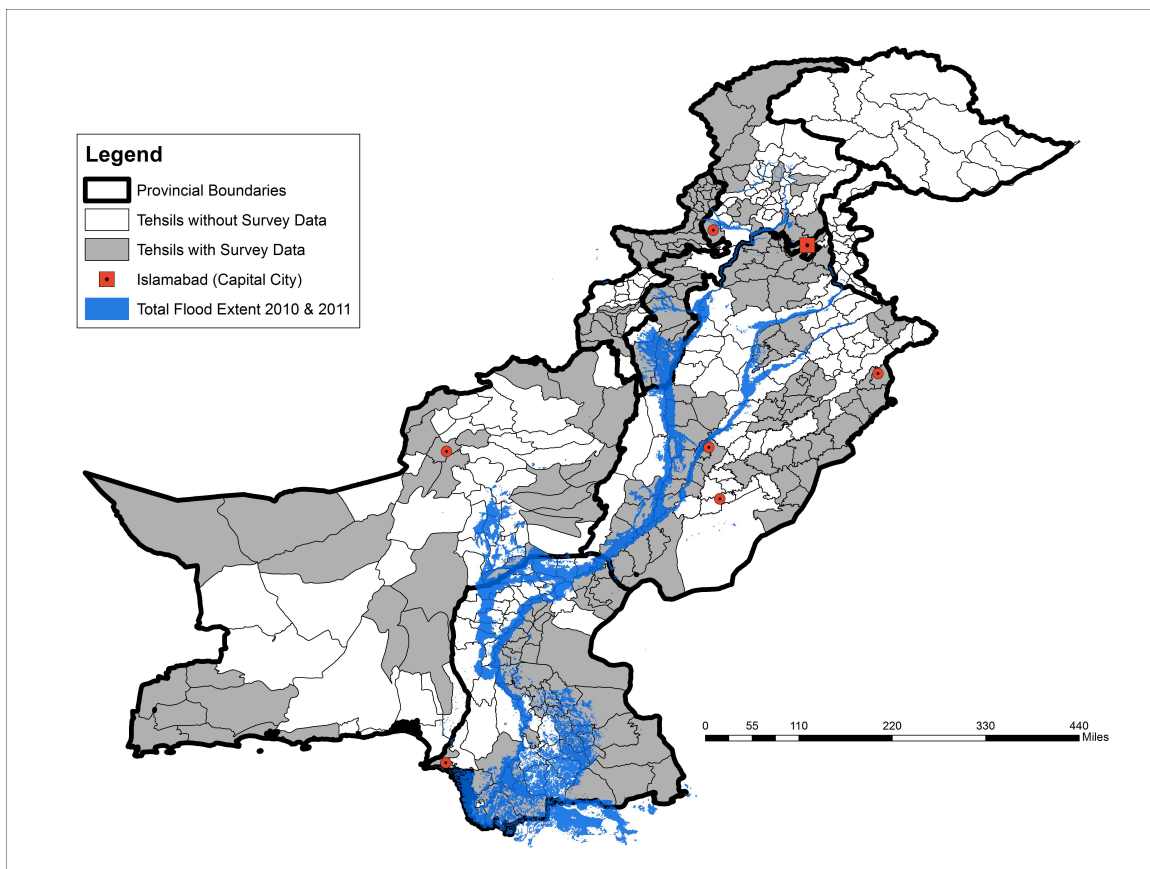 Legend
Provincial Boundaries
Tehsils without Survey Data
Tehsils with Survey Data
Islamabad (Capital City)
Total Flood Extent 2010 & 2011
0 55 110 220 330 440
Miles